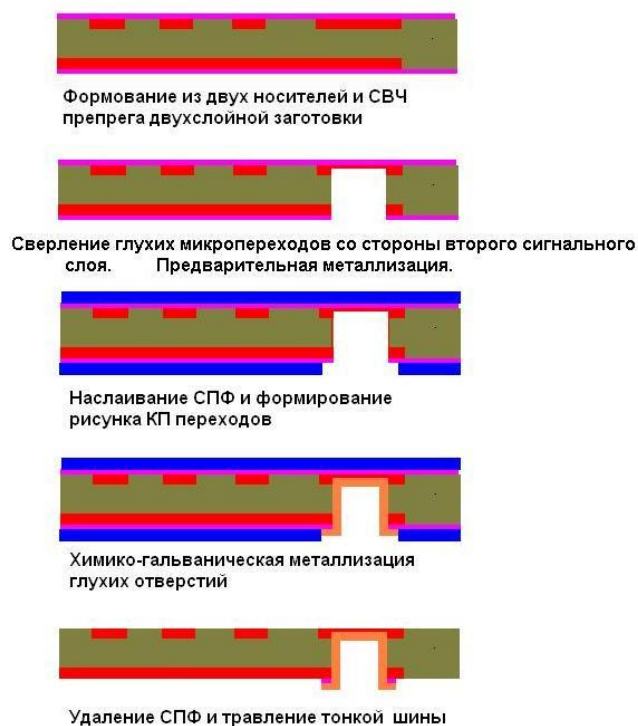 Формование из двух носителей и СВЧ
препрега двухслойной заготовки
Сверление глухих микропереходов со стороны второго сигнального
слоя. Предварительная металлизация.
Наслаивание СПФ и формирование
рисунка КП переходов
Химико-гальваническая металлизация
глухих отверстий
Удаление СПФ и травление тонкой шины